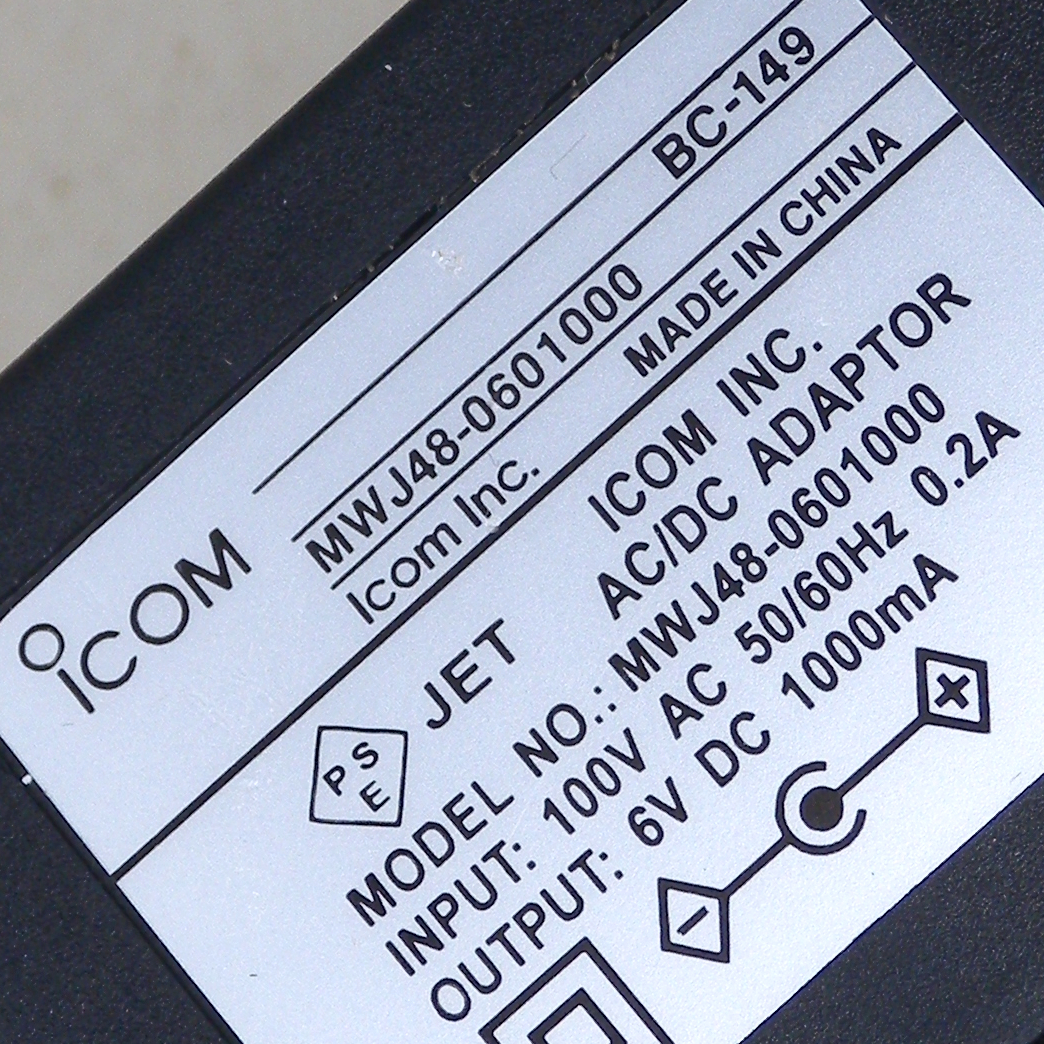 BC-149
iCOM
MWJ48-0601000
Icom Inc. MADE IN CHINA
ICOM INC.
JET AC/DC ADAPTOR
PSE
MODEL NO.: MWJ48-0601000
INPUT: 100V AC 50/60Hz 0.2A
OUTPUT: 6V DC 1000mA
- +